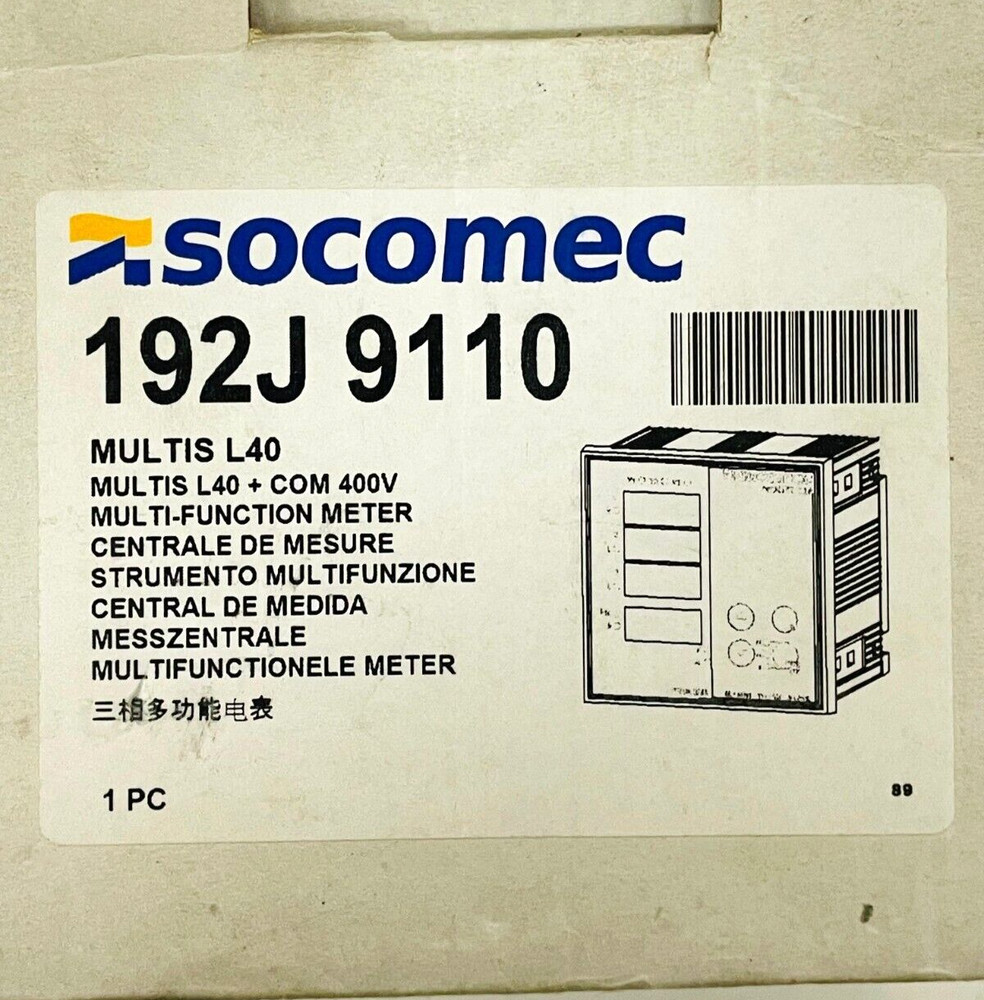 socomec
192J 9110
MULTIS L40
MULTIS L40 + COM 400V
MULTI-FUNCTION METER
CENTRALE DE MESURE
STRUMENTO MULTIFUNZIONE
CENTRAL DE MEDIDA
MESSZENTRALE
MULTIFUNCTIONELE METER
三相多功能电表
1 PC
89